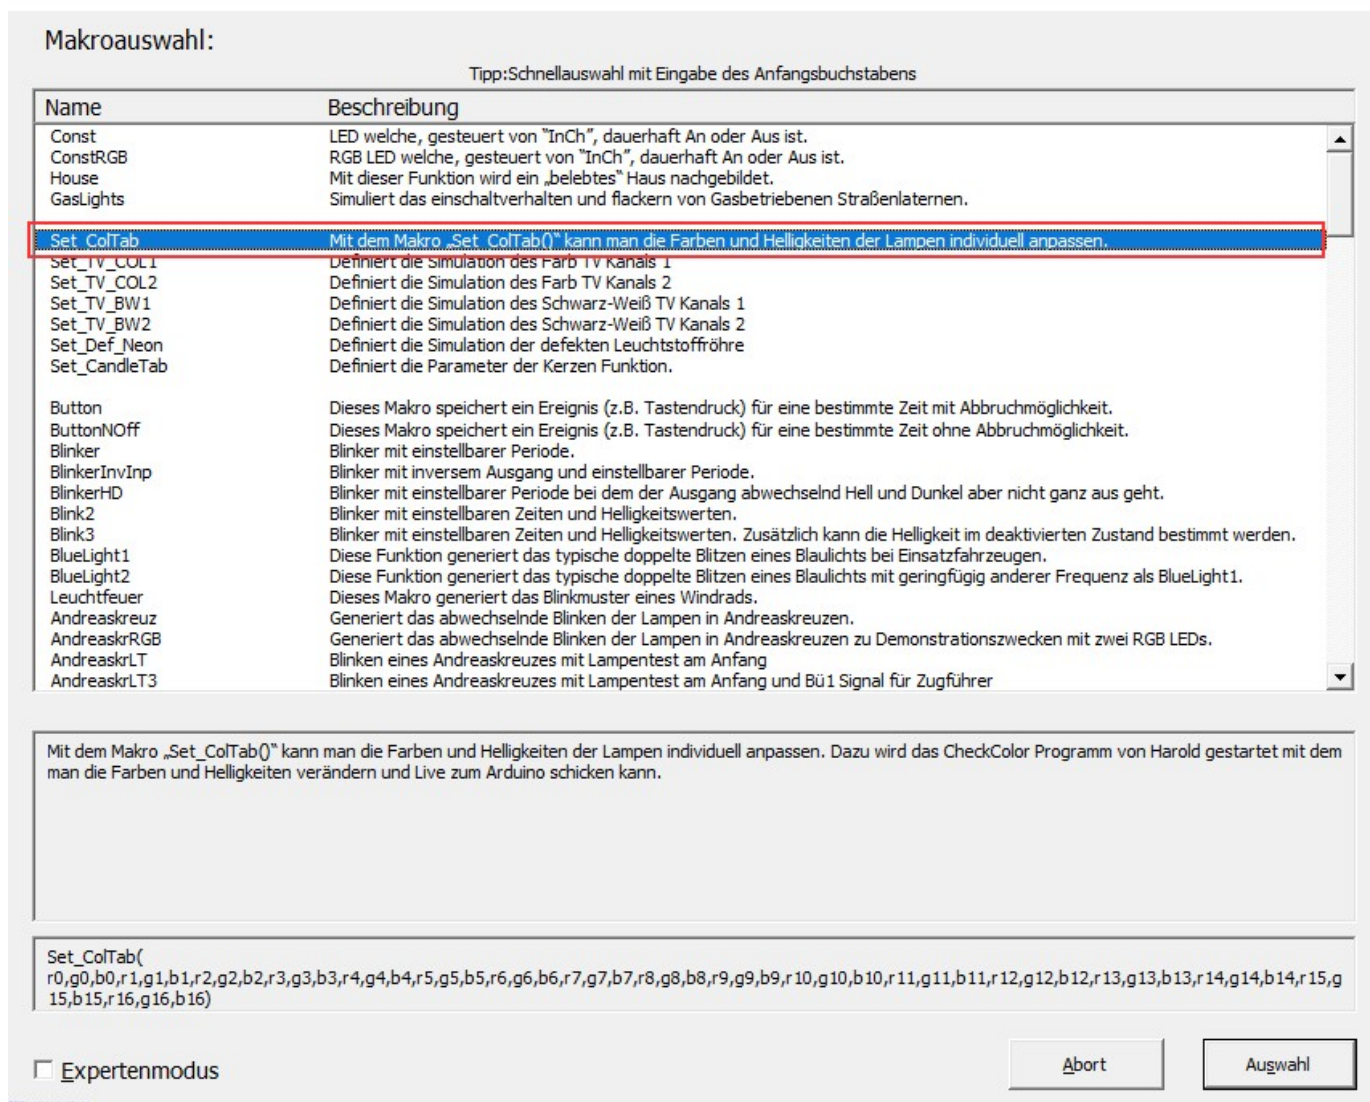 Makroauswahl:
Tipp:Schnellauswahl mit Eingabe des Anfangsbuchstabens
Name Beschreibung
Const LED welche, gesteuert von "InCh", dauerhaft An oder Aus ist.
ConstRGB RGB LED welche, gesteuert von "InCh", dauerhaft An oder Aus ist.
House Mit dieser Funktion wird ein „belebtes" Haus nachgebildet.
GasLights Simuliert das einschaltverhalten und flackern von Gasbetriebenen Straßenlaternen.
Set_ColTab Mit dem Makro „Set_ColTab()" kann man die Farben und Helligkeiten der Lampen individuell anpassen.
Set_TV_COL1 Definiert die Simulation des Farb TV Kanals 1
Set_TV_COL2 Definiert die Simulation des Farb TV Kanals 2
Set_TV_BW1 Definiert die Simulation des Schwarz-Weiß TV Kanals 1
Set_TV_BW2 Definiert die Simulation des Schwarz-Weiß TV Kanals 2
Set_Def_Neon Definiert die Simulation der defekten Leuchtstoffröhre
Set_CandleTab Definiert die Parameter der Kerzen Funktion.
Button Dieses Makro speichert ein Ereignis (z.B. Tastendruck) für eine bestimmte Zeit mit Abbruchmöglichkeit.
ButtonNOff Dieses Makro speichert ein Ereignis (z.B. Tastendruck) für eine bestimmte Zeit ohne Abbruchmöglichkeit.
Blinker Blinker mit einstellbarer Periode.
BlinkerInvInp Blinker mit inversem Ausgang und einstellbarer Periode.
BlinkerHD Blinker mit einstellbarer Periode bei dem der Ausgang abwechselnd Hell und Dunkel aber nicht ganz aus geht.
Blink2 Blinker mit einstellbaren Zeiten und Helligkeitswerten.
Blink3 Blinker mit einstellbaren Zeiten und Helligkeitswerten. Zusätzlich kann die Helligkeit im deaktivierten Zustand bestimmt werden.
BlueLight1 Diese Funktion generiert das typische doppelte Blitzen eines Blaulichts bei Einsatzfahrzeugen.
BlueLight2 Diese Funktion generiert das typische doppelte Blitzen eines Blaulichts mit geringfügig anderer Frequenz als BlueLight1.
Leuchtfeuer Dieses Makro generiert das Blinkmuster eines Windrads.
Andreaskreuz Generiert das abwechselnde Blinken der Lampen in Andreaskreuzen.
AndreaskrRGB Generiert das abwechselnde Blinken der Lampen in Andreaskreuzen zu Demonstrationszwecken mit zwei RGB LEDs.
AndreaskrLT Blinken eines Andreaskreuzes mit Lampentest am Anfang
AndreaskrLT3 Blinken eines Andreaskreuzes mit Lampentest am Anfang und Bü1 Signal für Zugführer
Mit dem Makro „Set_ColTab()" kann man die Farben und Helligkeiten der Lampen individuell anpassen. Dazu wird das CheckColor Programm von Harold gestartet mit dem
man die Farben und Helligkeiten verändern und Live zum Arduino schicken kann.
Set_ColTab(
r0,g0,b0,r1,g1,b1,r2,g2,b2,r3,g3,b3,r4,g4,b4,r5,g5,b5,r6,g6,b6,r7,g7,b7,r8,g8,b8,r9,g9,b9,r10,g10,b10,r11,g11,b11,r12,g12,b12,r13,g13,b13,r14,g14,b14,r15,g
15,b15,r16,g16,b16)
Expertenmodus
Abort
Auswahl